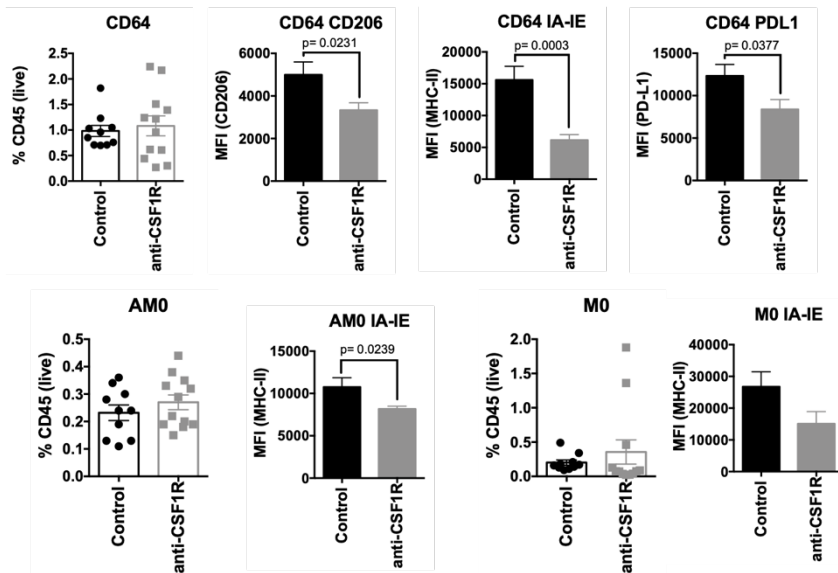 CD64
% CD45 (live)
2.5
2.0
1.5
1.0
0.5
0.0
Control
anti-CSF1R
CD64 CD206
p= 0.0231
MFI (CD206)
6000
4000
2000
0
Control
anti-CSF1R
CD64 IA-IE
p= 0.0003
MFI (MHC-II)
20000
15000
10000
5000
0
Control
anti-CSF1R
CD64 PDL1
p= 0.0377
MFI (PD-L1)
15000
10000
5000
0
Control
anti-CSF1R
AM0
% CD45 (live)
0.5
0.4
0.3
0.2
0.1
0.0
Control
anti-CSF1R
AM0 IA-IE
p= 0.0239
MFI (MHC-II)
15000
10000
5000
0
Control
anti-CSF1R
M0
% CD45 (live)
2.0
1.5
1.0
0.5
0.0
Control
anti-CSF1R
M0 IA-IE
MFI (MHC-II)
40000
30000
20000
10000
0
Control
anti-CSF1R